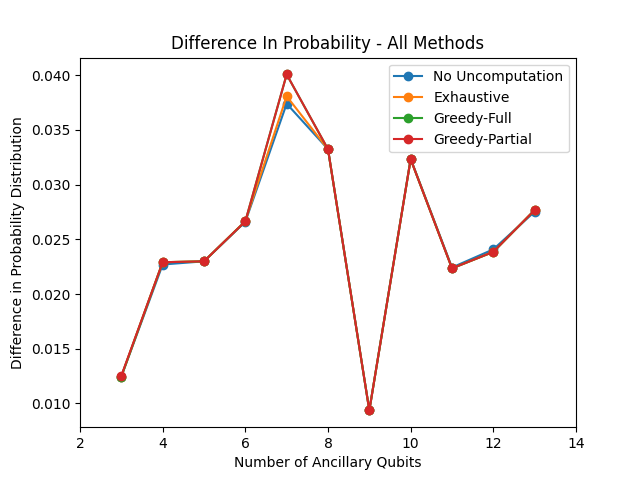 Difference In Probability - All Methods
Difference in Probability Distribution
0.040
0.035
0.030
0.025
0.020
0.015
0.010
No Uncomputation
Exhaustive
Greedy-Full
Greedy-Partial
2 4 6 8 10 12 14
Number of Ancillary Qubits